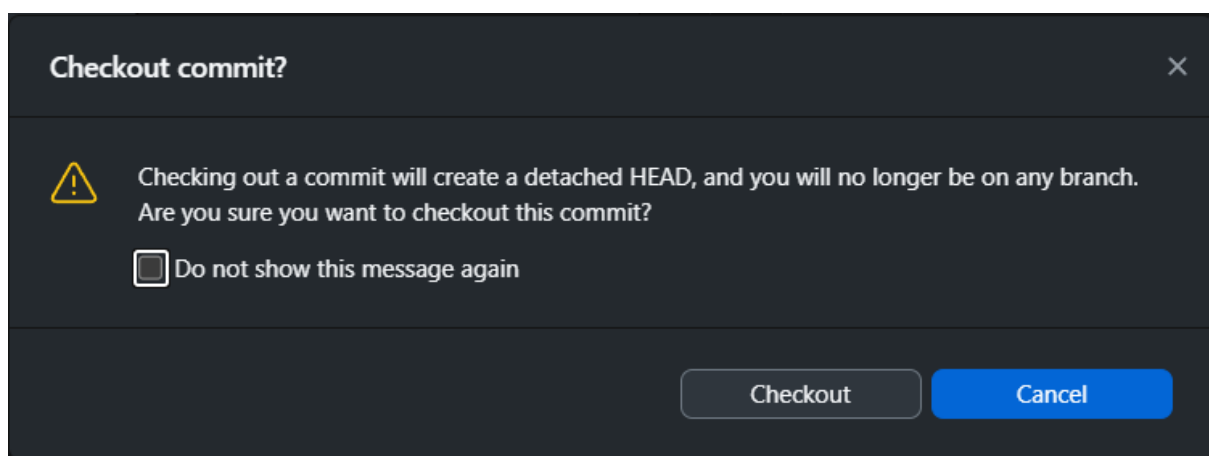 Checkout commit?
Checking out a commit will create a detached HEAD, and you will no longer be on any branch.
Are you sure you want to checkout this commit?
Do not show this message again
Checkout
Cancel